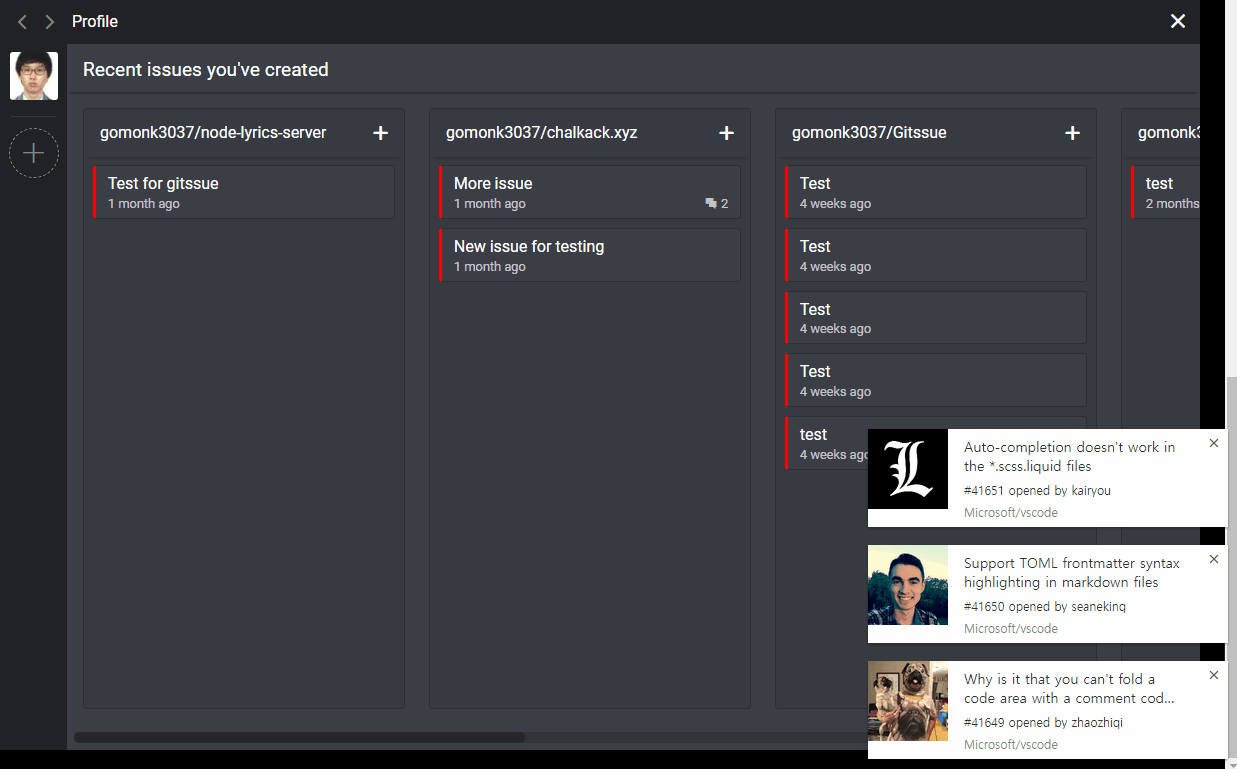 Profile
Recent issues you've created
gomonk3037/node-lyrics-server
Test for gitssue
1 month ago
gomonk3037/chalkack.xyz
More issue
1 month ago
2
New issue for testing
1 month ago
gomonk3037/Gitssue
Test
4 weeks ago
Test
4 weeks ago
Test
4 weeks ago
Test
4 weeks ago
test
4 weeks ago
gomonk3
test
2 months
L
Auto-completion doesn't work in
the *.scss.liquid files
#41651 opened by kairyou
Microsoft/vscode
Support TOML frontmatter syntax
highlighting in markdown files
#41650 opened by seaneking
Microsoft/vscode
Why is it that you can't fold a
code area with a comment cod...
#41649 opened by zhaozhiqi
Microsoft/vscode